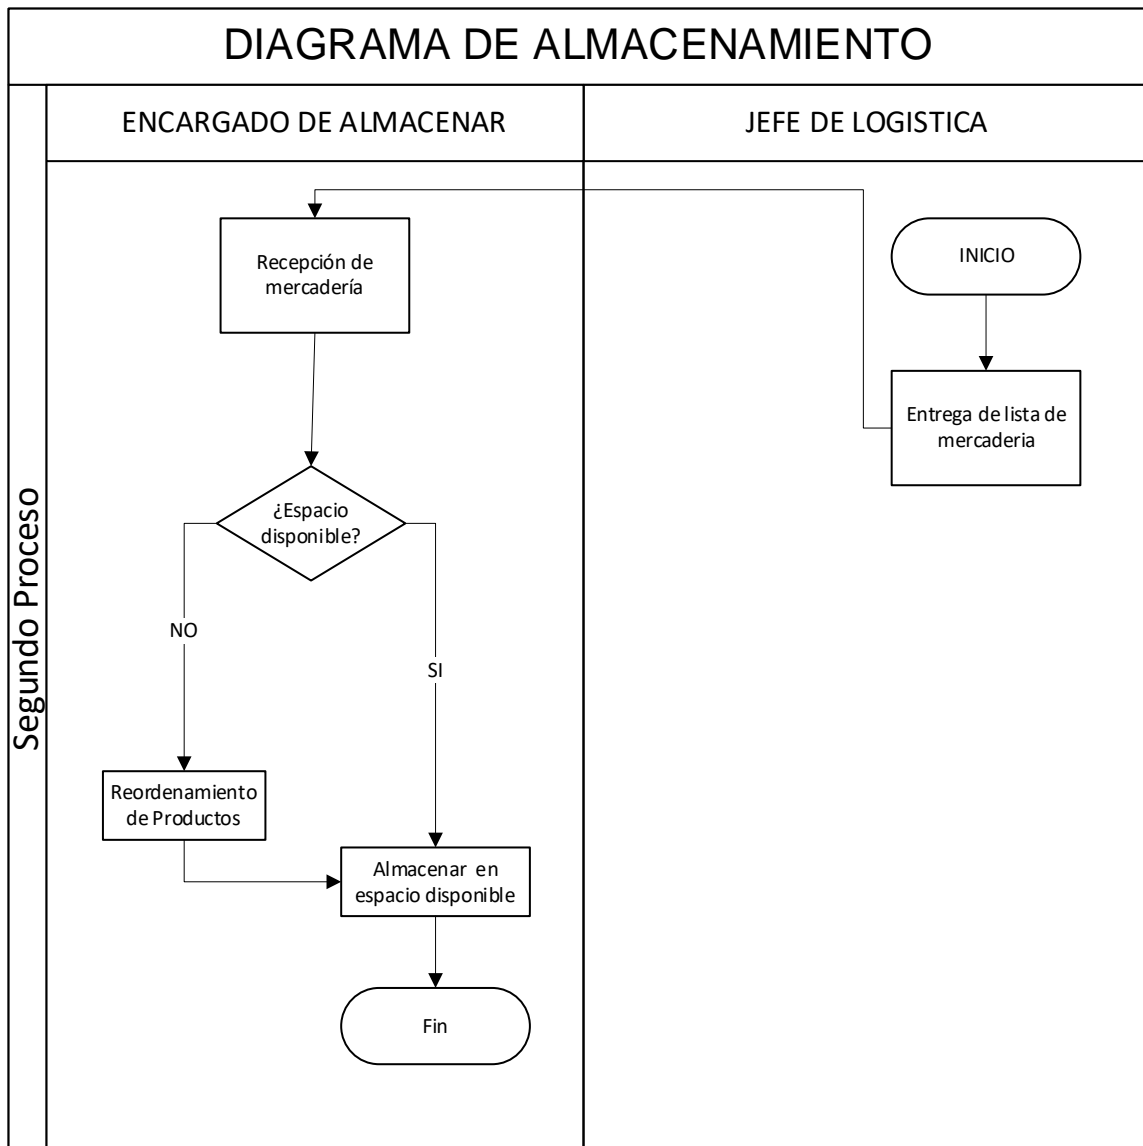 DIAGRAMA DE ALMACENAMIENTO
ENCARGADO DE ALMACENAR
JEFE DE LOGISTICA
Segundo Proceso
INICIO
Entrega de lista de
mercaderia
Recepción de
mercadería
¿Espacio
disponible?
NO
SI
Reordenamiento
de Productos
Almacenar en
espacio disponible
Fin